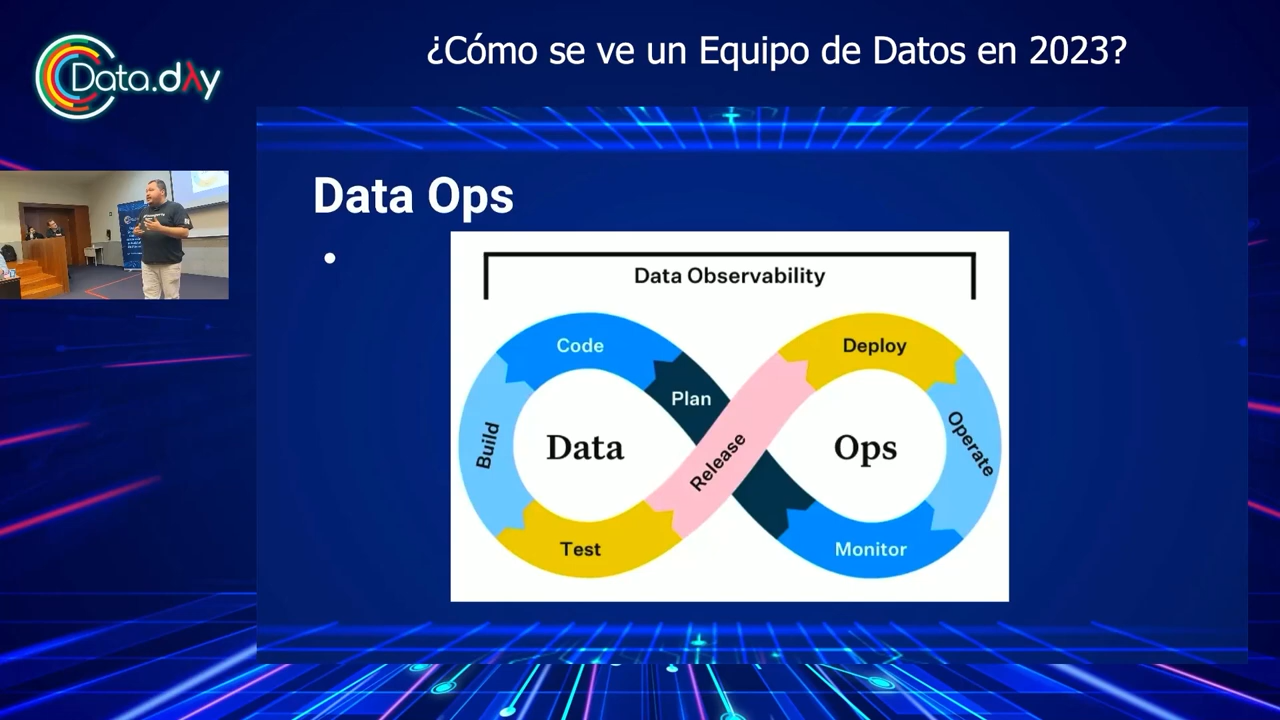 Data.dλy
¿Cómo se ve un Equipo de Datos en 2023?
Data Ops
Data Observability
Code
Plan
Build
Data
Test
Release
Deploy
Ops
Operate
Monitor